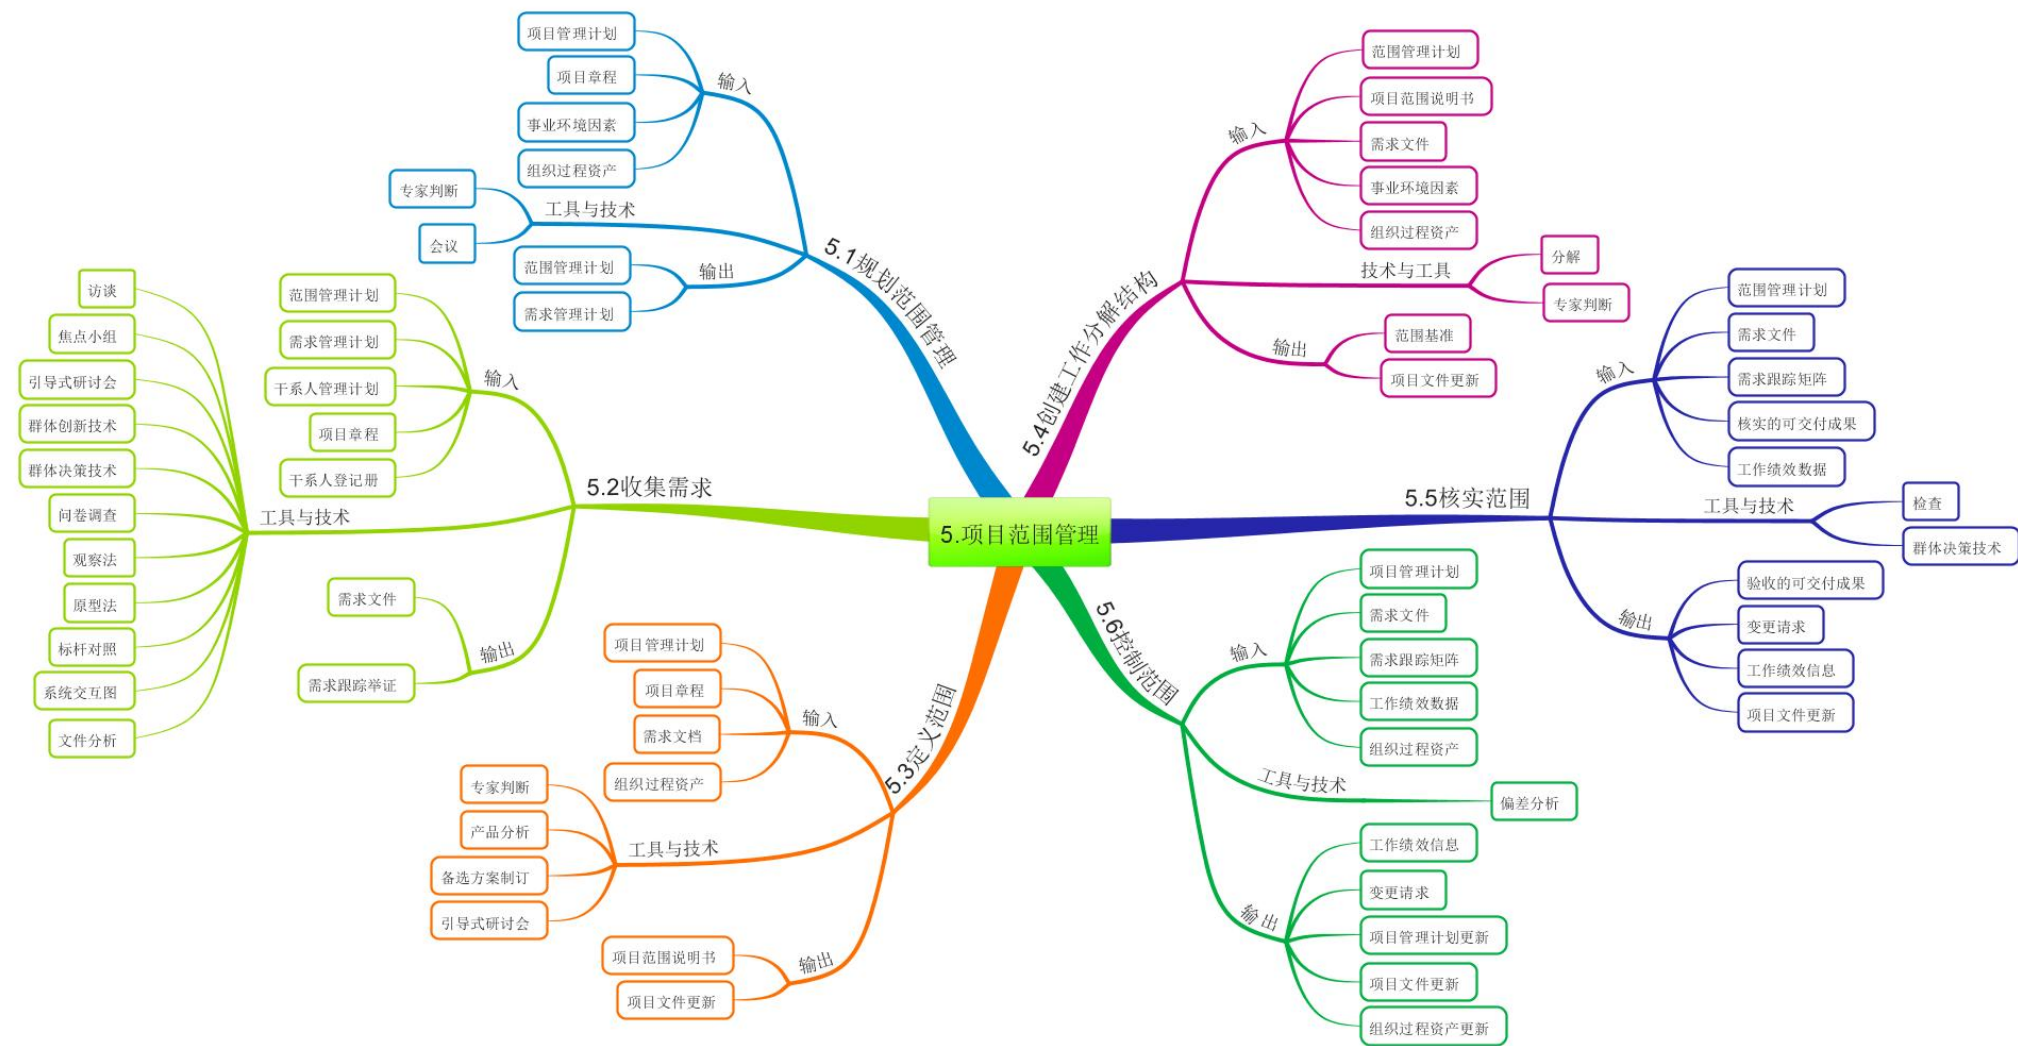 5.项目范围管理
5.1规划范围管理
输入
项目管理计划
项目章程
事业环境因素
组织过程资产
工具与技术
专家判断
会议
输出
范围管理计划
需求管理计划
5.2收集需求
输入
范围管理计划
需求管理计划
干系人管理计划
项目章程
干系人登记册
工具与技术
访谈
焦点小组
引导式研讨会
群体创新技术
群体决策技术
问卷调查
观察法
原型法
标杆对照
系统交互图
文件分析
输出
需求文件
需求跟踪举证
5.3定义范围
输入
项目管理计划
项目章程
需求文档
组织过程资产
工具与技术
专家判断
产品分析
备选方案制订
引导式研讨会
输出
项目范围说明书
项目文件更新
5.4创建工作分解结构
输入
范围管理计划
项目范围说明书
需求文件
事业环境因素
组织过程资产
技术与工具
分解
专家判断
输出
范围基准
项目文件更新
5.5核实范围
输入
范围管理计划
需求文件
需求跟踪矩阵
核实的可交付成果
工作绩效数据
工具与技术
检查
群体决策技术
输出
验收的可交付成果
变更请求
工作绩效信息
项目文件更新
5.6控制范围
输入
项目管理计划
需求文件
需求跟踪矩阵
工作绩效数据
组织过程资产
工具与技术
偏差分析
输出
工作绩效信息
变更请求
项目管理计划更新
项目文件更新
组织过程资产更新